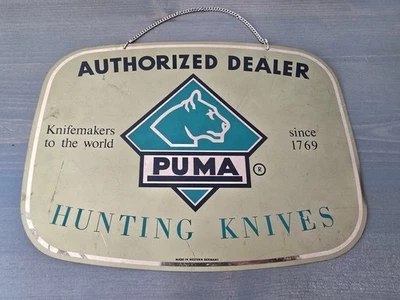 AUTHORIZED DEALER
Knifemakers
to the world
since
1769
PUMA ®
HUNTING KNIVES
MADE IN WESTERN GERMANY